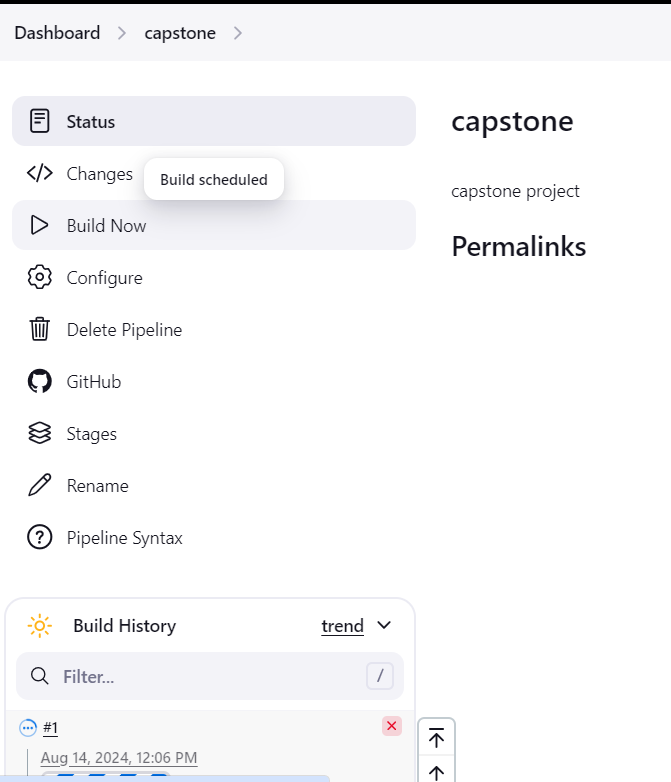 Dashboard > capstone >
Status
Changes
Build scheduled
Build Now
Configure
Delete Pipeline
GitHub
Stages
Rename
Pipeline Syntax
capstone
capstone project
Permalinks
Build History
trend
Filter...
/
#1
Aug 14, 2024, 12:06 PM